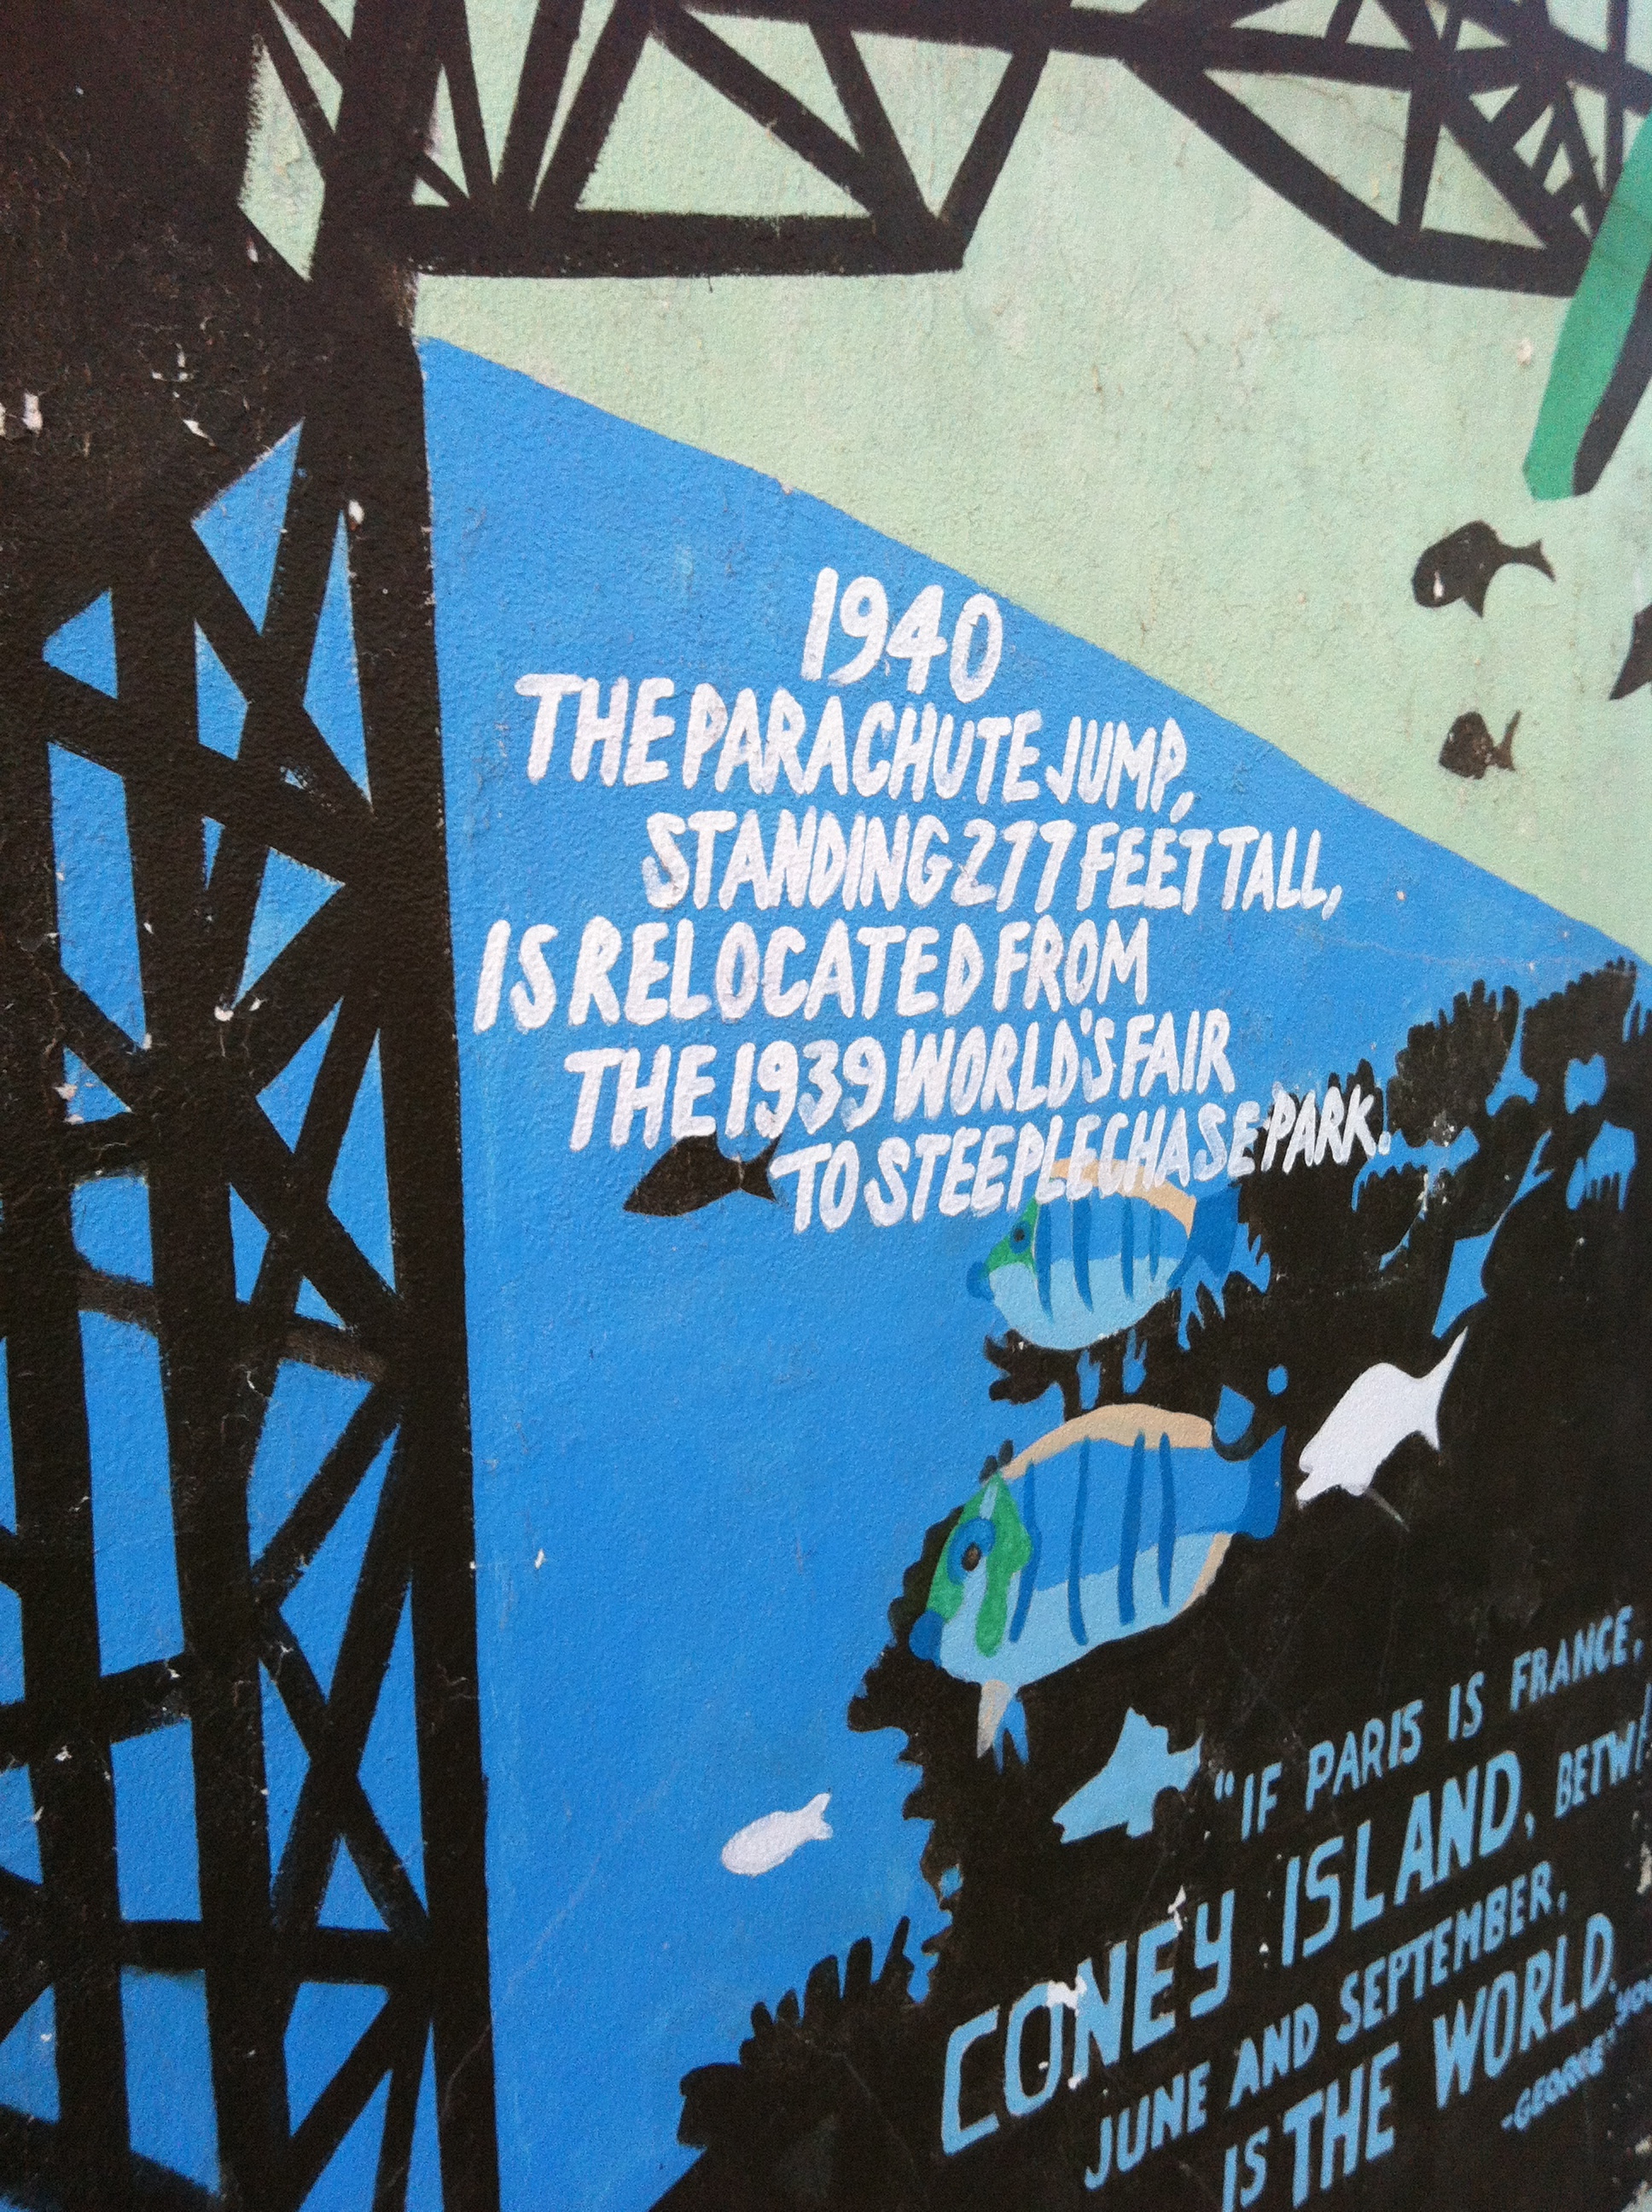 1940
THE PARACHUTE JUMP,
STANDING 277 FEET TALL,
IS RELOCATED FROM
THE 1939 WORLD'S FAIR
TO STEEPLECHASE PARK.
"IF PARIS IS FRANCE,
CONEY ISLAND,
JUNE AND SEPTEMBER,
IS THE WORLD.
-GEORGE